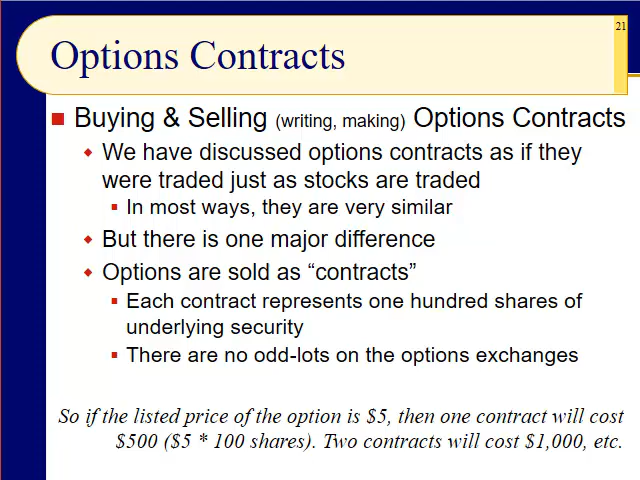 21
Options Contracts
Buying & Selling (writing, making) Options Contracts
We have discussed options contracts as if they
were traded just as stocks are traded
In most ways, they are very similar
But there is one major difference
Options are sold as “contracts”
Each contract represents one hundred shares of
underlying security
There are no odd-lots on the options exchanges
So if the listed price of the option is $5, then one contract will cost
$500 ($5 * 100 shares). Two contracts will cost $1,000, etc.